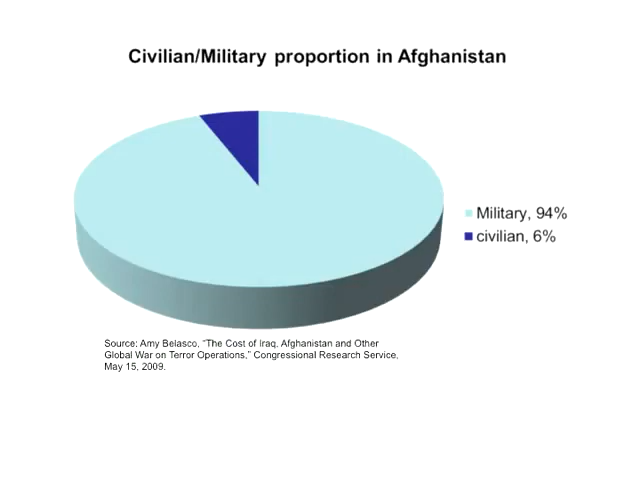 Civilian/Military proportion in Afghanistan
Military, 94%
civilian, 6%
Source: Amy Belasco, “The Cost of Iraq, Afghanistan and Other
Global War on Terror Operations,” Congressional Research Service,
May 15, 2009.